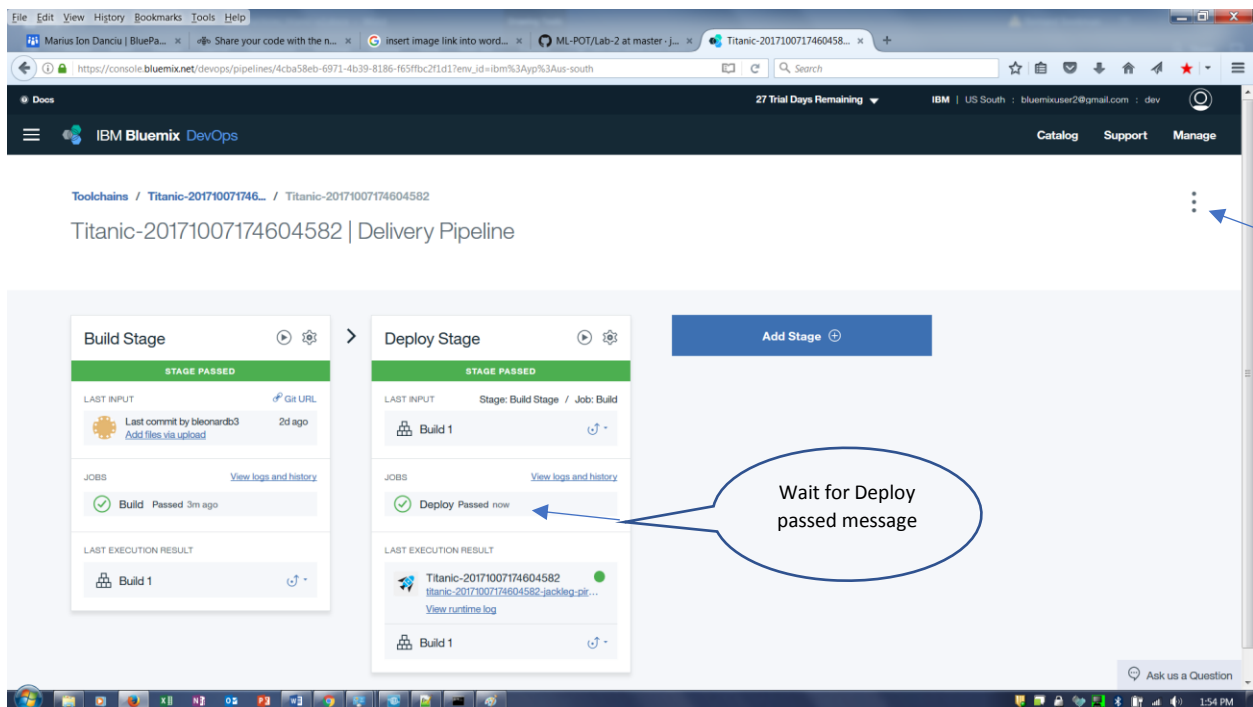 File Edit View History Bookmarks Tools Help
Marius Ion Danciu | BluePa... × Share your code with the n... × insert image link into word... × ML-POT/Lab-2 at master · j... × Titanic-2017100717460458... × +
https://console.bluemix.net/devops/pipelines/4cba58eb-6971-4b39-8186-f65ffbc2f1d1?env_id=ibm%3Ayp%3Aus-south
Search
Docs
27 Trial Days Remaining
IBM | US South : bluemixuser2@gmail.com : dev
IBM Bluemix DevOps
Catalog Support Manage
Toolchains / Titanic-201710071746... / Titanic-20171007174604582
Titanic-20171007174604582 | Delivery Pipeline
Build Stage
STAGE PASSED
LAST INPUT Git URL
Last commit by bleonardb3 2d ago
Add files via upload
JOBS View logs and history
Build Passed 3m ago
LAST EXECUTION RESULT
Build 1
Deploy Stage
STAGE PASSED
LAST INPUT Stage: Build Stage / Job: Build
Build 1
JOBS View logs and history
Deploy Passed now
LAST EXECUTION RESULT
Titanic-20171007174604582
titanic-20171007174604582-jackleg-pir...
View runtime log
Build 1
Add Stage
Wait for Deploy
passed message
Ask us a Question
1:54 PM